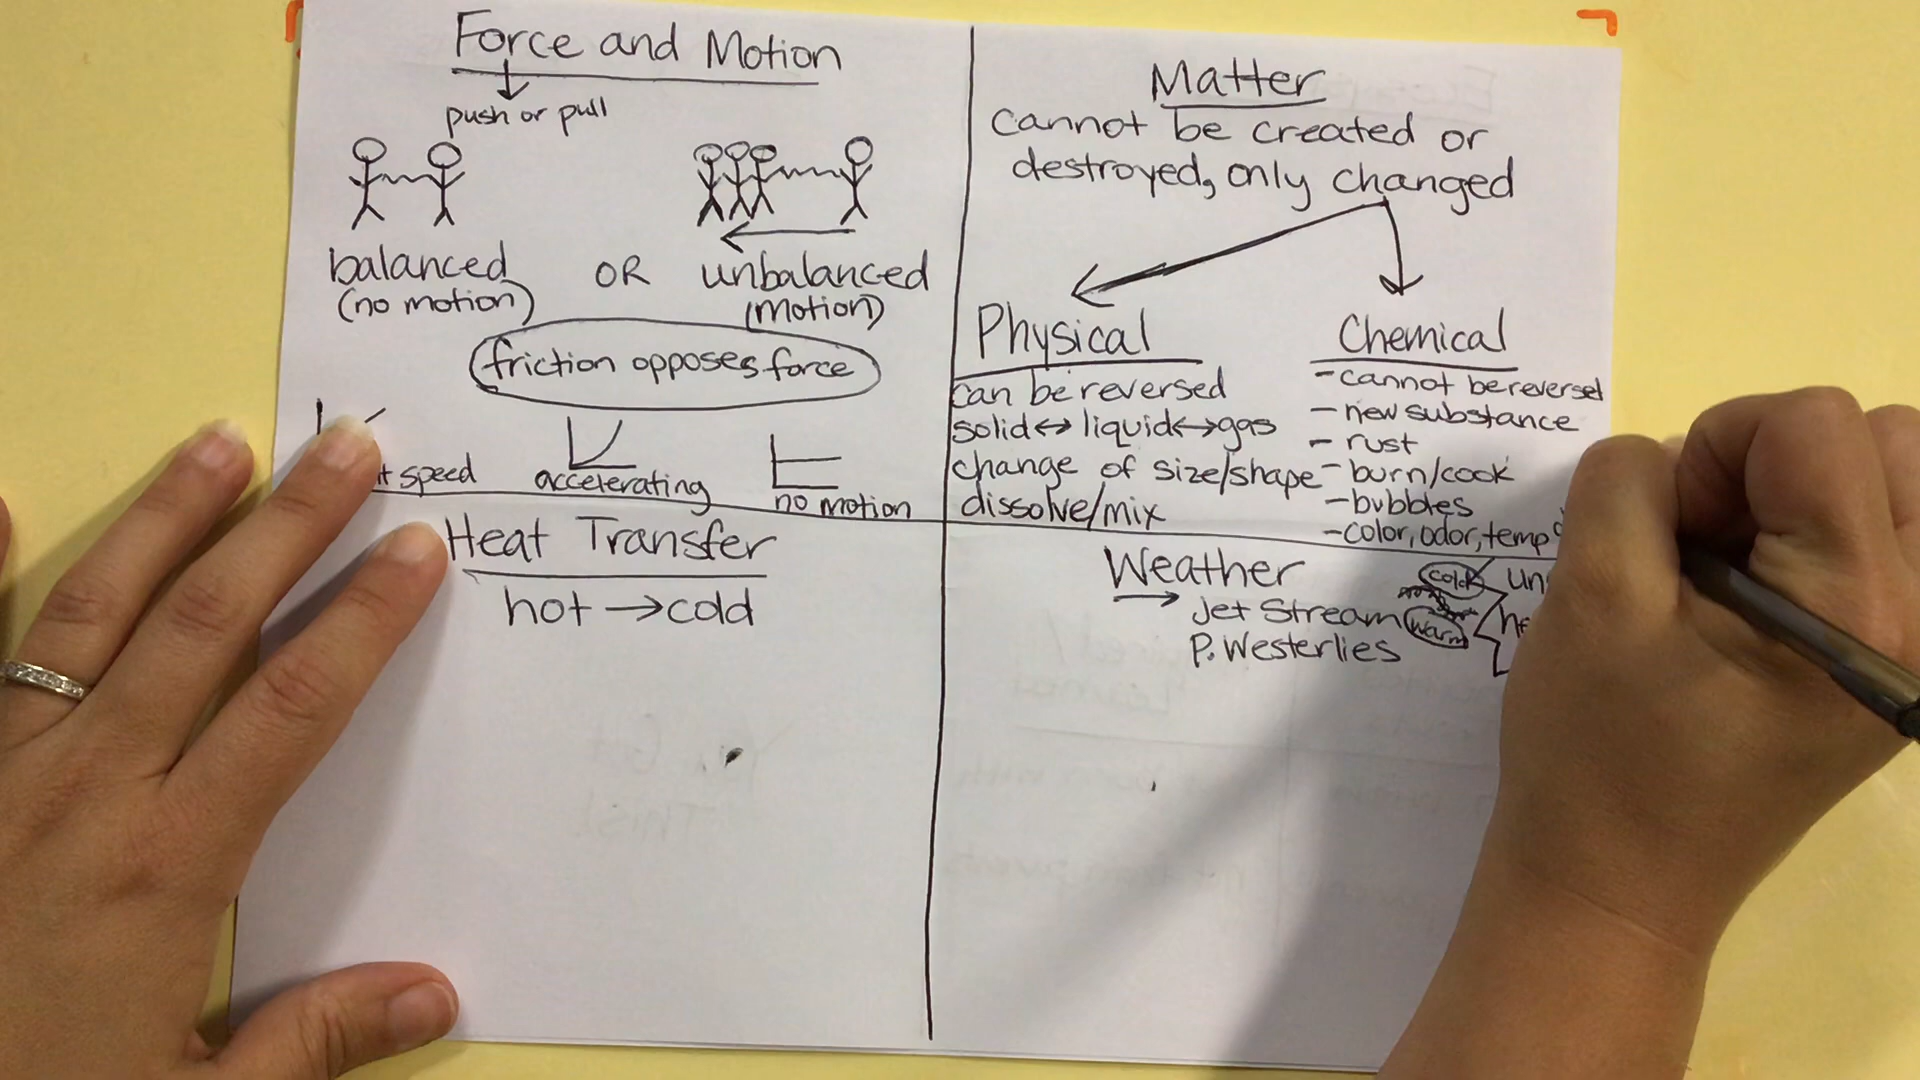 Force and Motion
push or pull
balanced OR unbalanced
(no motion) (motion)
friction opposes force
speed accelerating no motion
Matter
cannot be created or
destroyed, only changed
Physical
can be reversed
solid ↔ liquid ↔ gas
change of size/shape
dissolve/mix
Chemical
- cannot be reversed
- new substance
- rust
- burn/cook
- bubbles
- color, odor, temp
Heat Transfer
hot → cold
Weather
→ Jet Stream
P. Westerlies
cold
warm